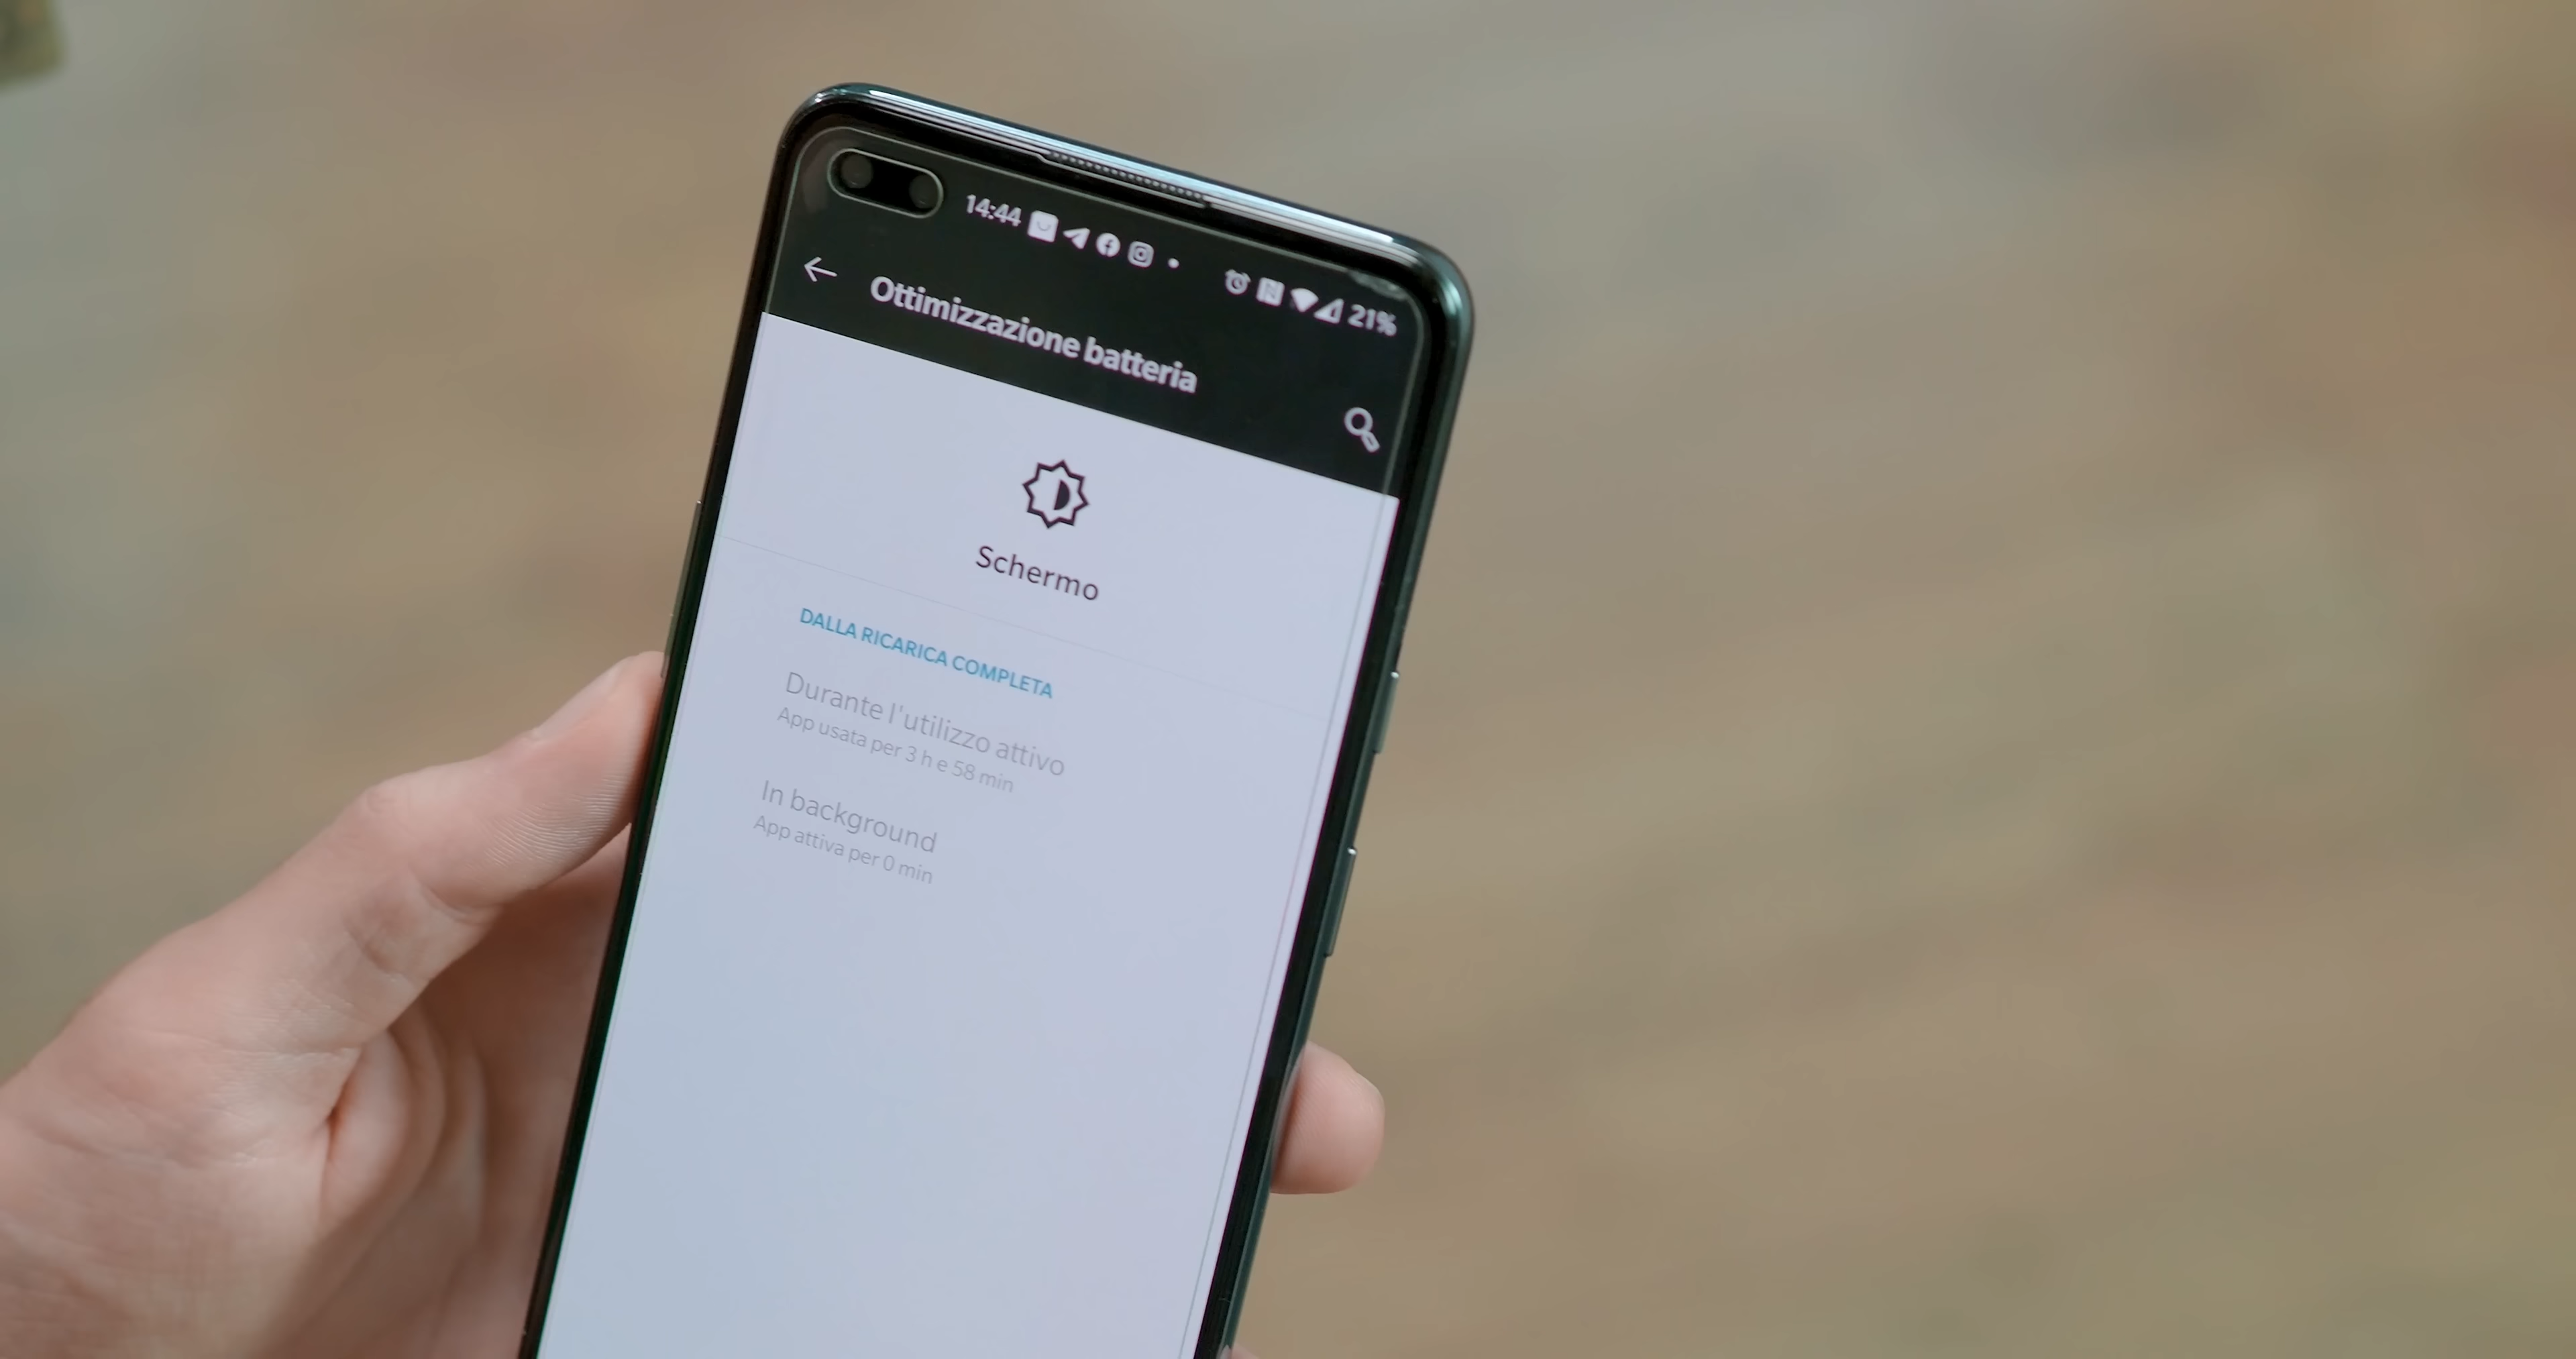 14:44 21%
Ottimizzazione batteria
Schermo
DALLA RICARICA COMPLETA
Durante l'utilizzo attivo
App usata per 3 h e 58 min
In background
App attiva per 0 min